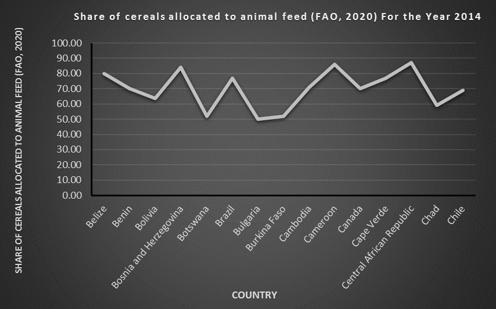 Share of cereals allocated to animal feed (FAO, 2020) For the Year 2014
SHARE OF CEREALS ALLOCATED TO ANIMAL FEED (FAO, 2020)
100.00
90.00
80.00
70.00
60.00
50.00
40.00
30.00
20.00
10.00
0.00
Belize
Benin
Bolivia
Bosnia and Herzegovina
Botswana
Brazil
Bulgaria
Burkina Faso
Cambodia
Cameroon
Canada
Cape Verde
Central African Republic
Chad
Chile
COUNTRY